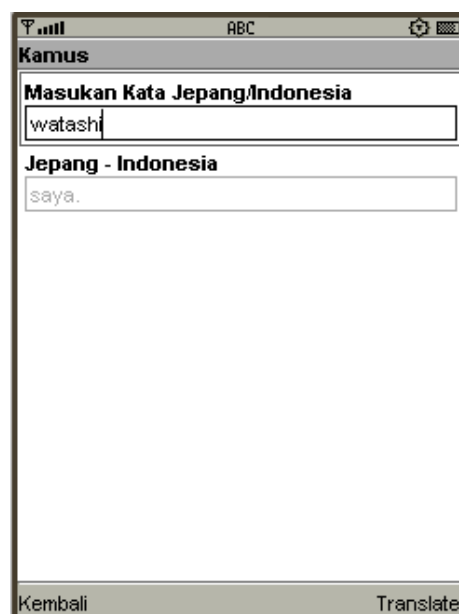 ABC
Kamus
Masukan Kata Jepang/Indonesia
watashi
Jepang - Indonesia
saya.
Kembali Translate